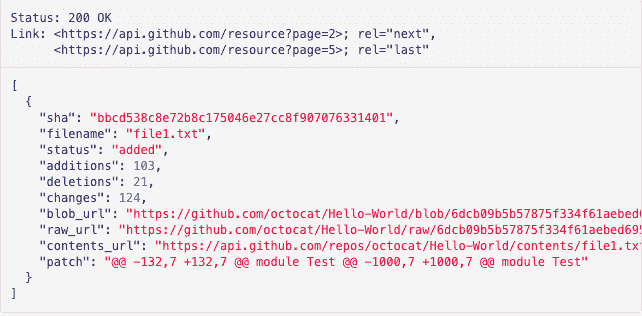 Status: 200 OK
Link: <https://api.github.com/resource?page=2>; rel="next",
<https://api.github.com/resource?page=5>; rel="last"
[
{
"sha": "bbcd538c8e72b8c175046e27cc8f907076331401",
"filename": "file1.txt",
"status": "added",
"additions": 103,
"deletions": 21,
"changes": 124,
"blob_url": "https://github.com/octocat/Hello-World/blob/6dcb09b5b57875f334f61aebed6
"raw_url": "https://github.com/octocat/Hello-World/raw/6dcb09b5b57875f334f61aebed695
"contents_url": "https://api.github.com/repos/octocat/Hello-World/contents/file1.tx
"patch": "@@ -132,7 +132,7 @@ module Test @@ -1000,7 +1000,7 @@ module Test"
}
]